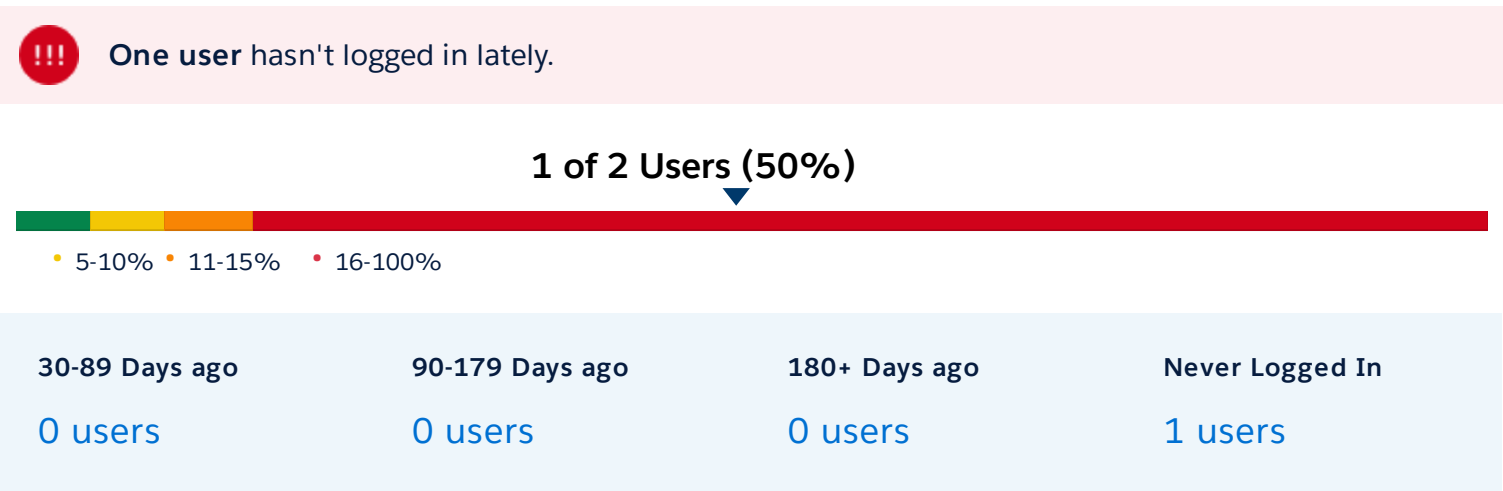 !!!
One user hasn't logged in lately.
1 of 2 Users (50%)
• 5-10% • 11-15% • 16-100%
30-89 Days ago 90-179 Days ago 180+ Days ago Never Logged In
0 users 0 users 0 users 1 users